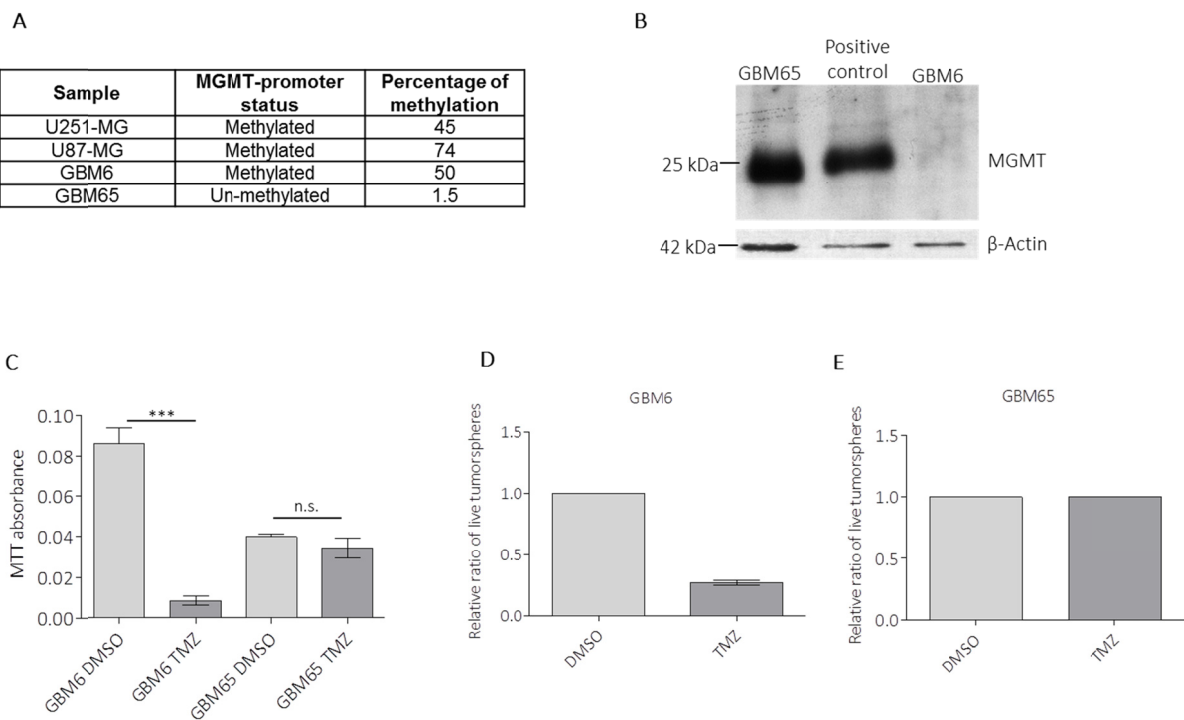 A
Sample MGMT-promoter status Percentage of methylation
U251-MG Methylated 45
U87-MG Methylated 74
GBM6 Methylated 50
GBM65 Un-methylated 1.5
B
GBM65 Positive control GBM6
25 kDa MGMT
42 kDa β-Actin
C
MTT absorbance
0.10
0.08
0.06
0.04
0.02
0.00
***
n.s.
GBM6 DMSO
GBM6 TMZ
GBM65 DMSO
GBM65 TMZ
D
GBM6
Relative ratio of live tumorspheres
1.5
1.0
0.5
0.0
DMSO
TMZ
E
GBM65
Relative ratio of live tumorspheres
1.5
1.0
0.5
0.0
DMSO
TMZ